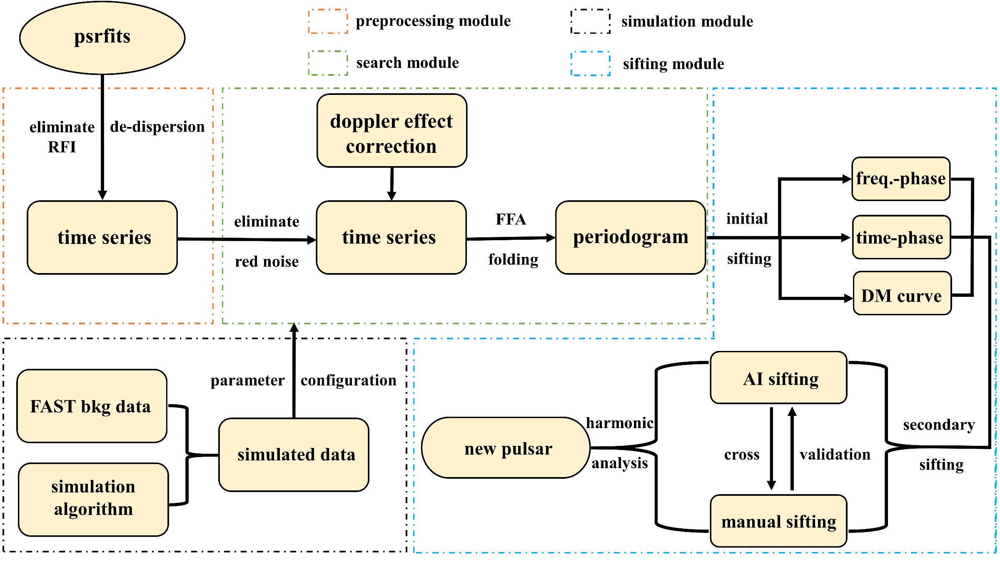 psrfits
preprocessing module
simulation module
search module
sifting module
eliminate
RFI
de-dispersion
time series
eliminate
red noise
doppler effect
correction
time series
FFA
folding
periodogram
initial
sifting
freq.-phase
time-phase
DM curve
FAST bkg data
simulation
algorithm
simulated data
parameter
configuration
new pulsar
harmonic
analysis
AI sifting
cross
validation
manual sifting
secondary
sifting